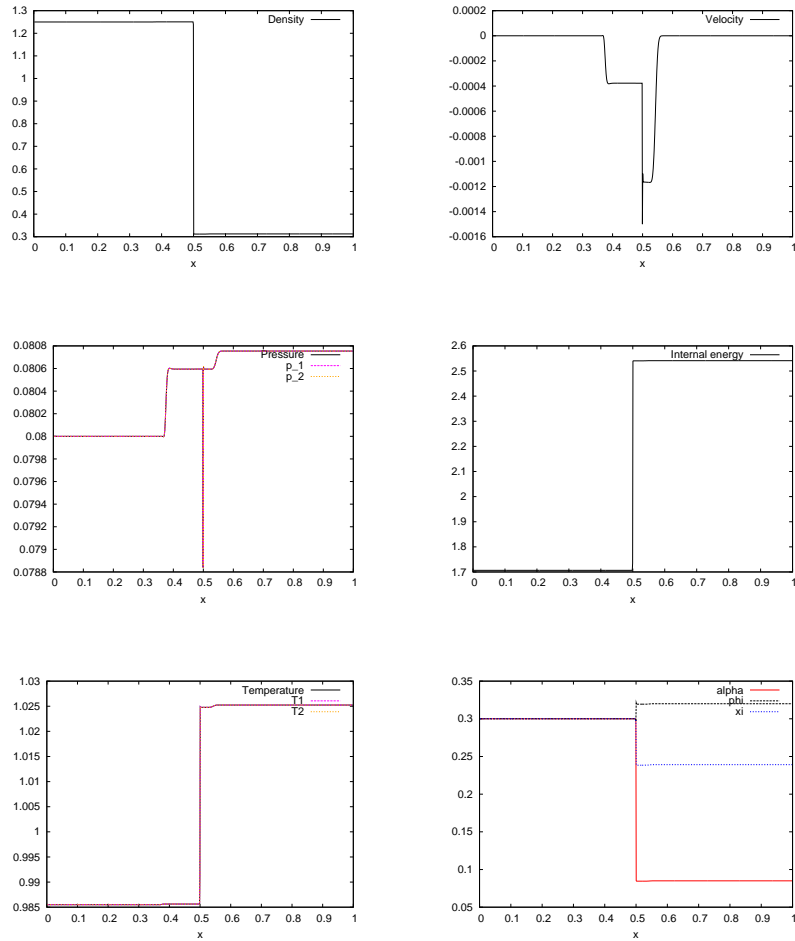 Density
1.3
1.2
1.1
1
0.9
0.8
0.7
0.6
0.5
0.4
0.3
0 0.1 0.2 0.3 0.4 0.5 0.6 0.7 0.8 0.9 1
x
Velocity
0.0002
0
-0.0002
-0.0004
-0.0006
-0.0008
-0.001
-0.0012
-0.0014
-0.0016
0 0.1 0.2 0.3 0.4 0.5 0.6 0.7 0.8 0.9 1
x
Pressure
p_1
p_2
0.0808
0.0806
0.0804
0.0802
0.08
0.0798
0.0796
0.0794
0.0792
0.079
0.0788
0 0.1 0.2 0.3 0.4 0.5 0.6 0.7 0.8 0.9 1
x
Internal energy
2.6
2.5
2.4
2.3
2.2
2.1
2
1.9
1.8
1.7
0 0.1 0.2 0.3 0.4 0.5 0.6 0.7 0.8 0.9 1
x
Temperature
T1
T2
1.03
1.025
1.02
1.015
1.01
1.005
1
0.995
0.99
0.985
0 0.1 0.2 0.3 0.4 0.5 0.6 0.7 0.8 0.9 1
x
alpha
phi
xi
0.35
0.3
0.25
0.2
0.15
0.1
0.05
0 0.1 0.2 0.3 0.4 0.5 0.6 0.7 0.8 0.9 1
x